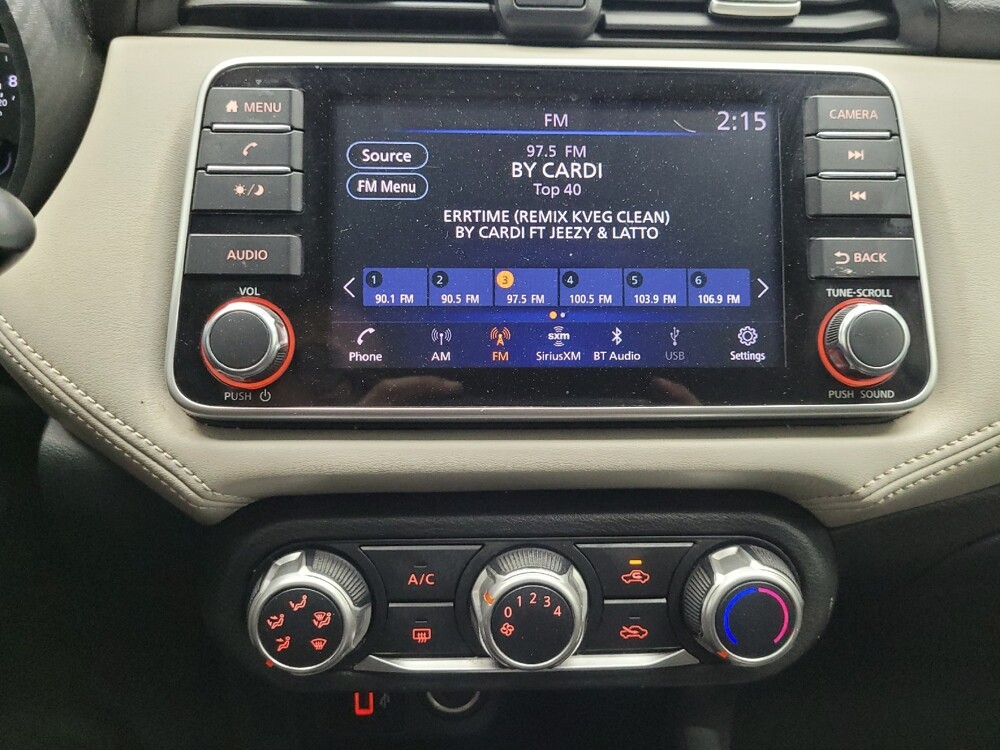 8
20
MENU
AUDIO
VOL
PUSH
FM
2:15
Source
FM Menu
97.5 FM
BY CARDI
Top 40
ERRTIME (REMIX KVEG CLEAN)
BY CARDI FT JEEZY & LATTO
1 2 3 4 5 6
90.1 FM 90.5 FM 97.5 FM 100.5 FM 103.9 FM 106.9 FM
sxm
Phone AM FM SiriusXM BT Audio USB Settings
CAMERA
BACK
TUNE-SCROLL
PUSH SOUND
A/C
0 1 2 3 4